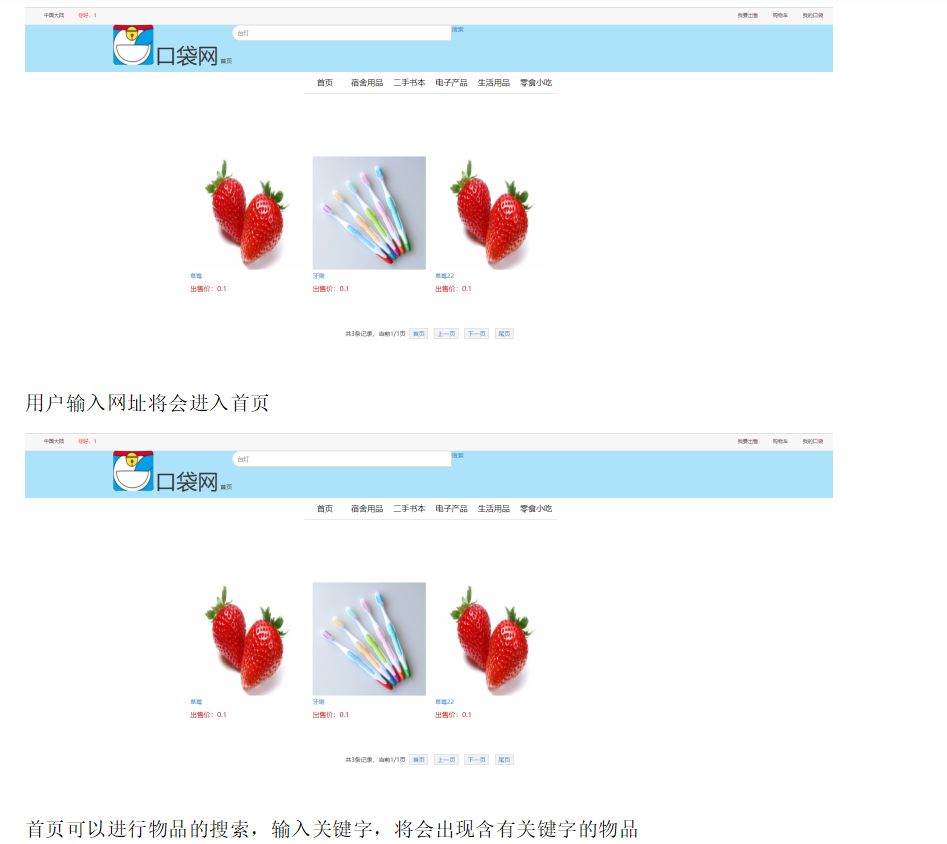 中国大陆 你好，1 我要出售 购物车 我的口袋
台灯 搜索
口袋网 首页
首页 宿舍用品 二手书本 电子产品 生活用品 零食小吃
草莓 牙刷 草莓22
出售价：0.1 出售价：0.1 出售价：0.1
共3条记录，当前1/1页 首页 上一页 下一页 尾页
用户输入网址将会进入首页
中国大陆 你好，1 我要出售 购物车 我的口袋
台灯 搜索
口袋网 首页
首页 宿舍用品 二手书本 电子产品 生活用品 零食小吃
草莓 牙刷 草莓22
出售价：0.1 出售价：0.1 出售价：0.1
共3条记录，当前1/1页 首页 上一页 下一页 尾页
首页可以进行物品的搜索，输入关键字，将会出现含有关键字的物品